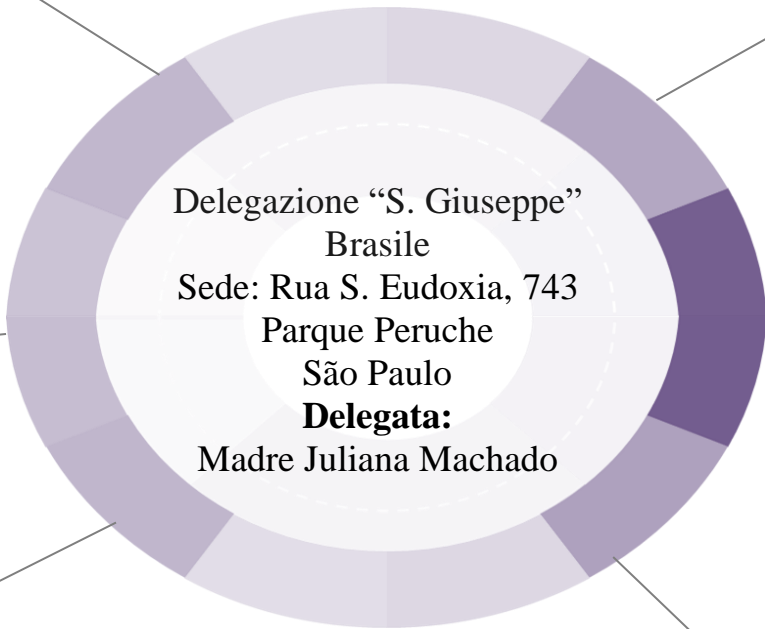 Delegazione “S. Giuseppe”
Brasile
Sede: Rua S. Eudoxia, 743
Parque Peruche
São Paulo
Delegata:
Madre Juliana Machado